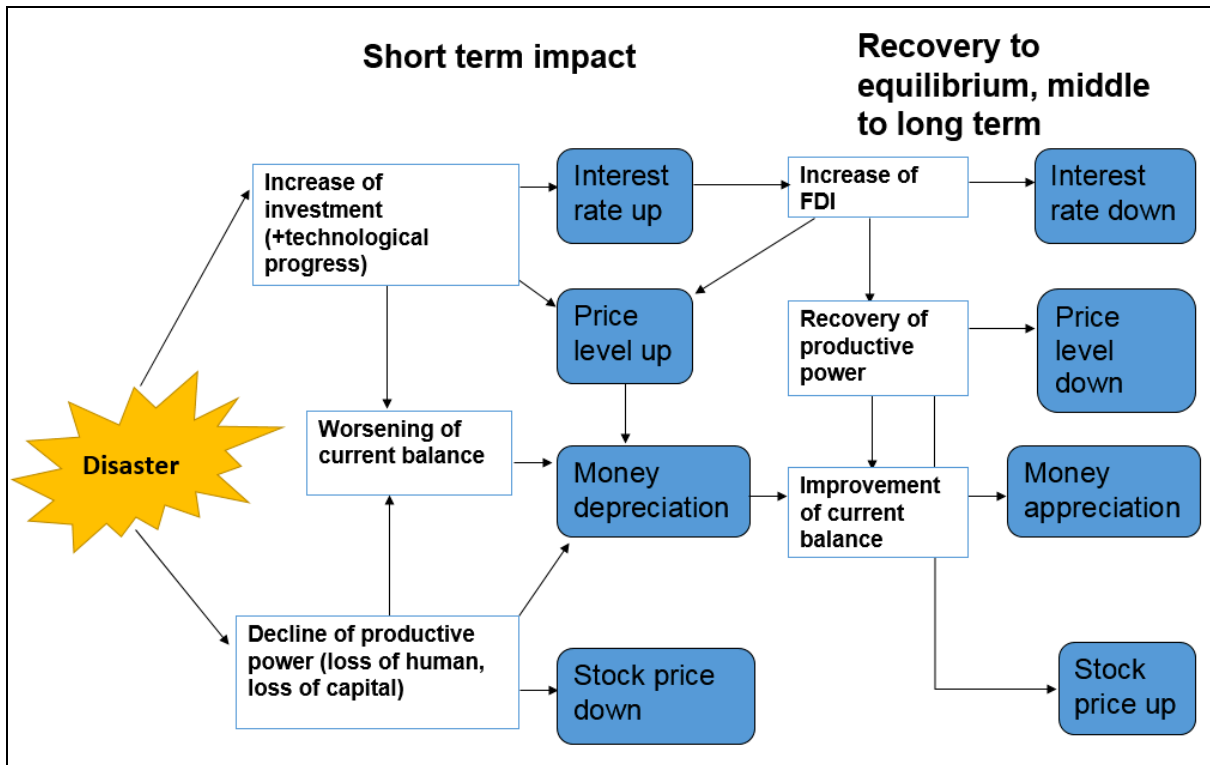 Short term impact
Recovery to
equilibrium, middle
to long term
Increase of
investment
(+technological
progress)
Interest
rate up
Increase of
FDI
Interest
rate down
Price
level up
Recovery of
productive
power
Price
level
down
Disaster
Worsening of
current balance
Money
depreciation
Improvement
of current
balance
Money
appreciation
Decline of productive
power (loss of human,
loss of capital)
Stock price
down
Stock
price up